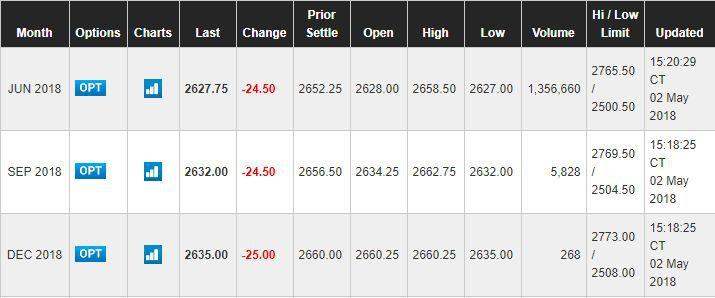 Month Options Charts Last Change Prior Settle Open High Low Volume Hi / Low Limit Updated
JUN 2018 OPT 2627.75 -24.50 2652.25 2628.00 2658.50 2627.00 1,356,660 2765.50 / 2500.50 15:20:29 CT 02 May 2018
SEP 2018 OPT 2632.00 -24.50 2656.50 2634.25 2662.75 2632.00 5,828 2769.50 / 2504.50 15:18:25 CT 02 May 2018
DEC 2018 OPT 2635.00 -25.00 2660.00 2660.25 2660.25 2635.00 268 2773.00 / 2508.00 15:18:25 CT 02 May 2018